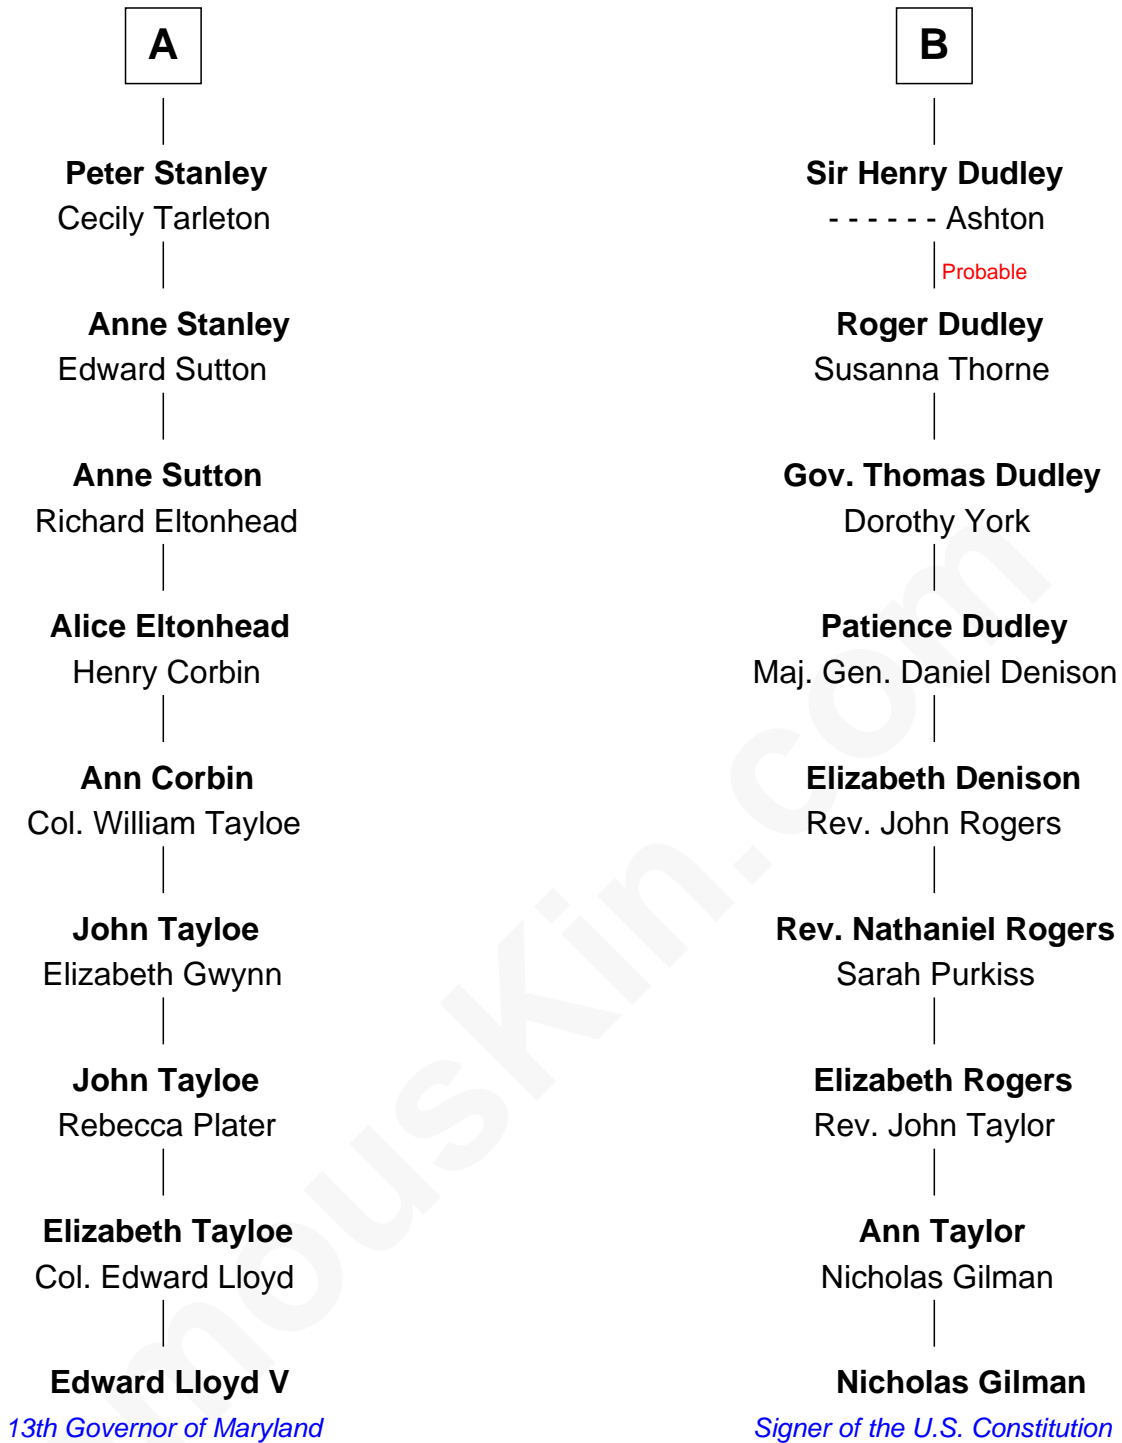 A
Peter Stanley
Cecily Tarleton
Anne Stanley
Edward Sutton
Anne Sutton
Richard Eltonhead
Alice Eltonhead
Henry Corbin
Ann Corbin
Col. William Tayloe
John Tayloe
Elizabeth Gwynn
John Tayloe
Rebecca Plater
Elizabeth Tayloe
Col. Edward Lloyd
Edward Lloyd V
13th Governor of Maryland
B
Sir Henry Dudley
- - - - - - Ashton
Probable
Roger Dudley
Susanna Thorne
Gov. Thomas Dudley
Dorothy York
Patience Dudley
Maj. Gen. Daniel Denison
Elizabeth Denison
Rev. John Rogers
Rev. Nathaniel Rogers
Sarah Purkiss
Elizabeth Rogers
Rev. John Taylor
Ann Taylor
Nicholas Gilman
Nicholas Gilman
Signer of the U.S. Constitution
mousKin.com